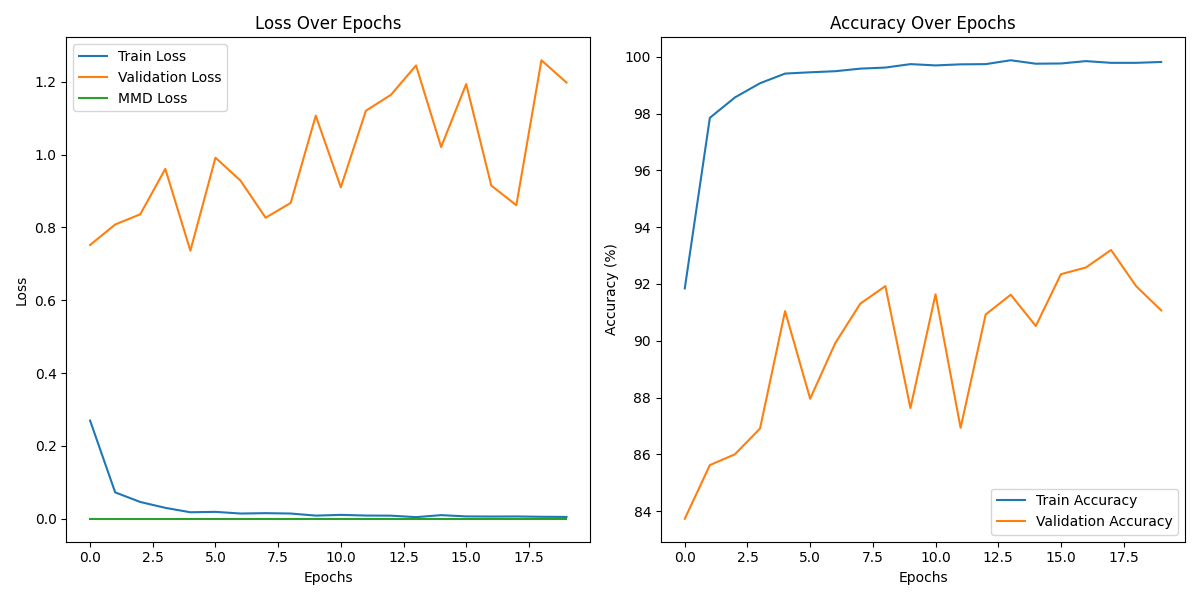 Loss Over Epochs
Train Loss
Validation Loss
MMD Loss
1.2
1.0
0.8
0.6
0.4
0.2
0.0
Loss
0.0 2.5 5.0 7.5 10.0 12.5 15.0 17.5
Epochs
Accuracy Over Epochs
100
98
96
94
92
90
88
86
84
Accuracy (%)
Train Accuracy
Validation Accuracy
0.0 2.5 5.0 7.5 10.0 12.5 15.0 17.5
Epochs